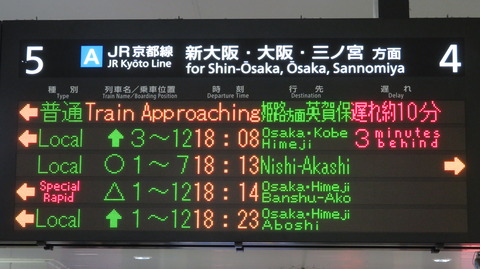 5 A JR京都線 新大阪・大阪・三ノ宮 方面 4
JR Kyōto Line for Shin-Ōsaka, Ōsaka, Sannomiya
種 別 列車名／乗車位置 時 刻 行 先 遅 れ
Type Train Name/Boarding Position Departure Time Destination Delay
←普通 Train Approaching 姫路方面 英賀保 遅れ約10分
←Local ↑ 3～12 18:08 Osaka・Kobe Himeji 3 minutes behind
Local ○ 1～7 18:13 Nishi-Akashi →
←Special Rapid △ 1～12 18:14 Osaka・Himeji Banshu-Ako
←Local ↑ 1～12 18:23 Osaka・Himeji Aboshi